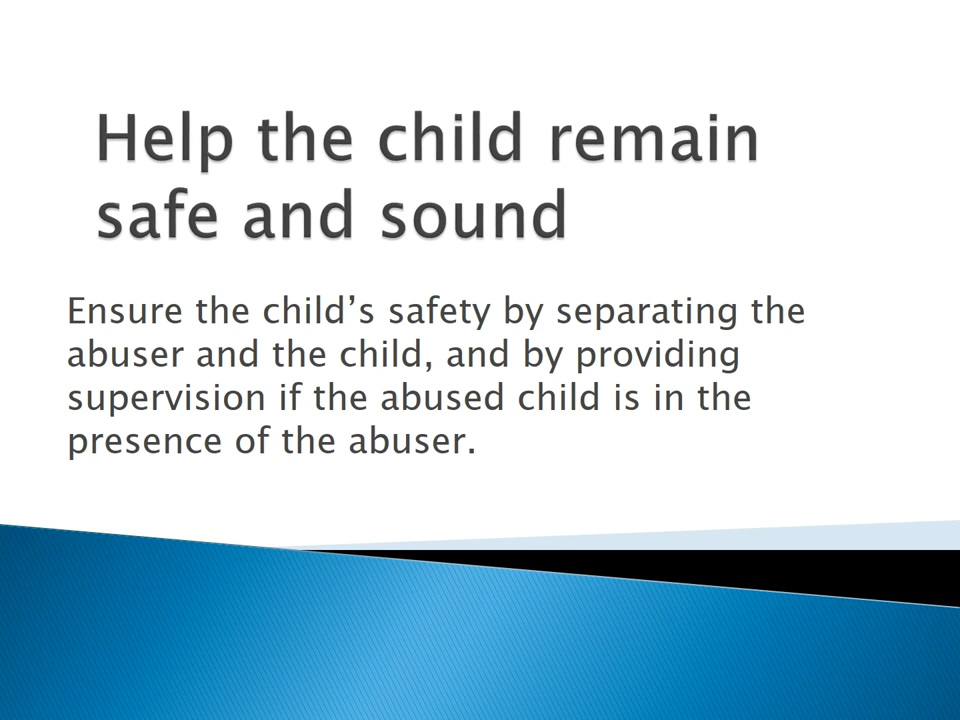 Help the child remain
safe and sound
Ensure the child’s safety by separating the
abuser and the child, and by providing
supervision if the abused child is in the
presence of the abuser.